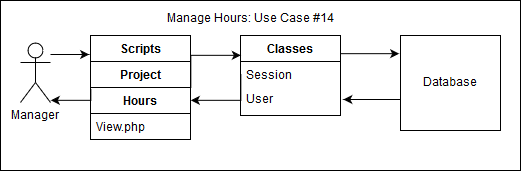 Manage Hours: Use Case #14
Scripts
Project
Hours
View.php
Classes
Session
User
Database
Manager